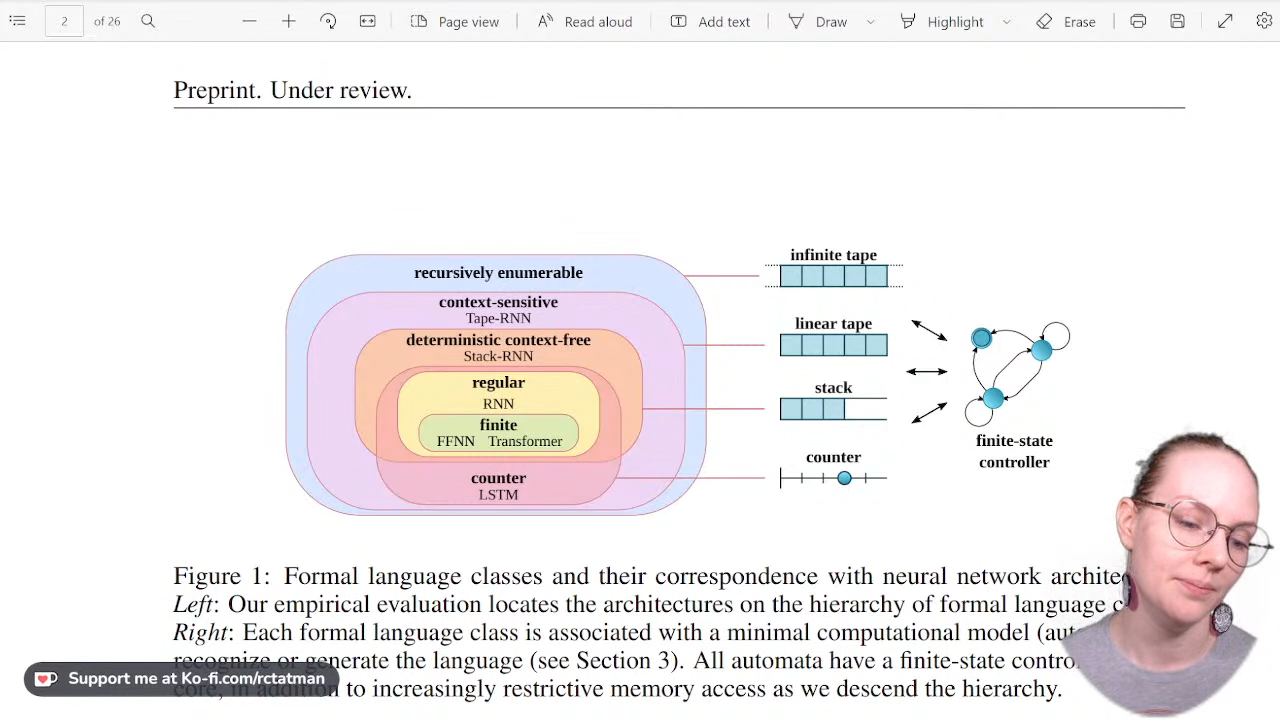 2 of 26 Page view Read aloud Add text Draw Highlight Erase
Preprint. Under review.
recursively enumerable
context-sensitive
Tape-RNN
deterministic context-free
Stack-RNN
regular
RNN
finite
FFNN Transformer
counter
LSTM
infinite tape
linear tape
stack
counter
finite-state
controller
Figure 1: Formal language classes and their correspondence with neural network archite
Left: Our empirical evaluation locates the architectures on the hierarchy of formal language c
Right: Each formal language class is associated with a minimal computational model (aut
recognize or generate the language (see Section 3). All automata have a finite-state contro
in addition to increasingly restrictive memory access as we descend the hierarchy.
Support me at Ko-fi.com/rctatman